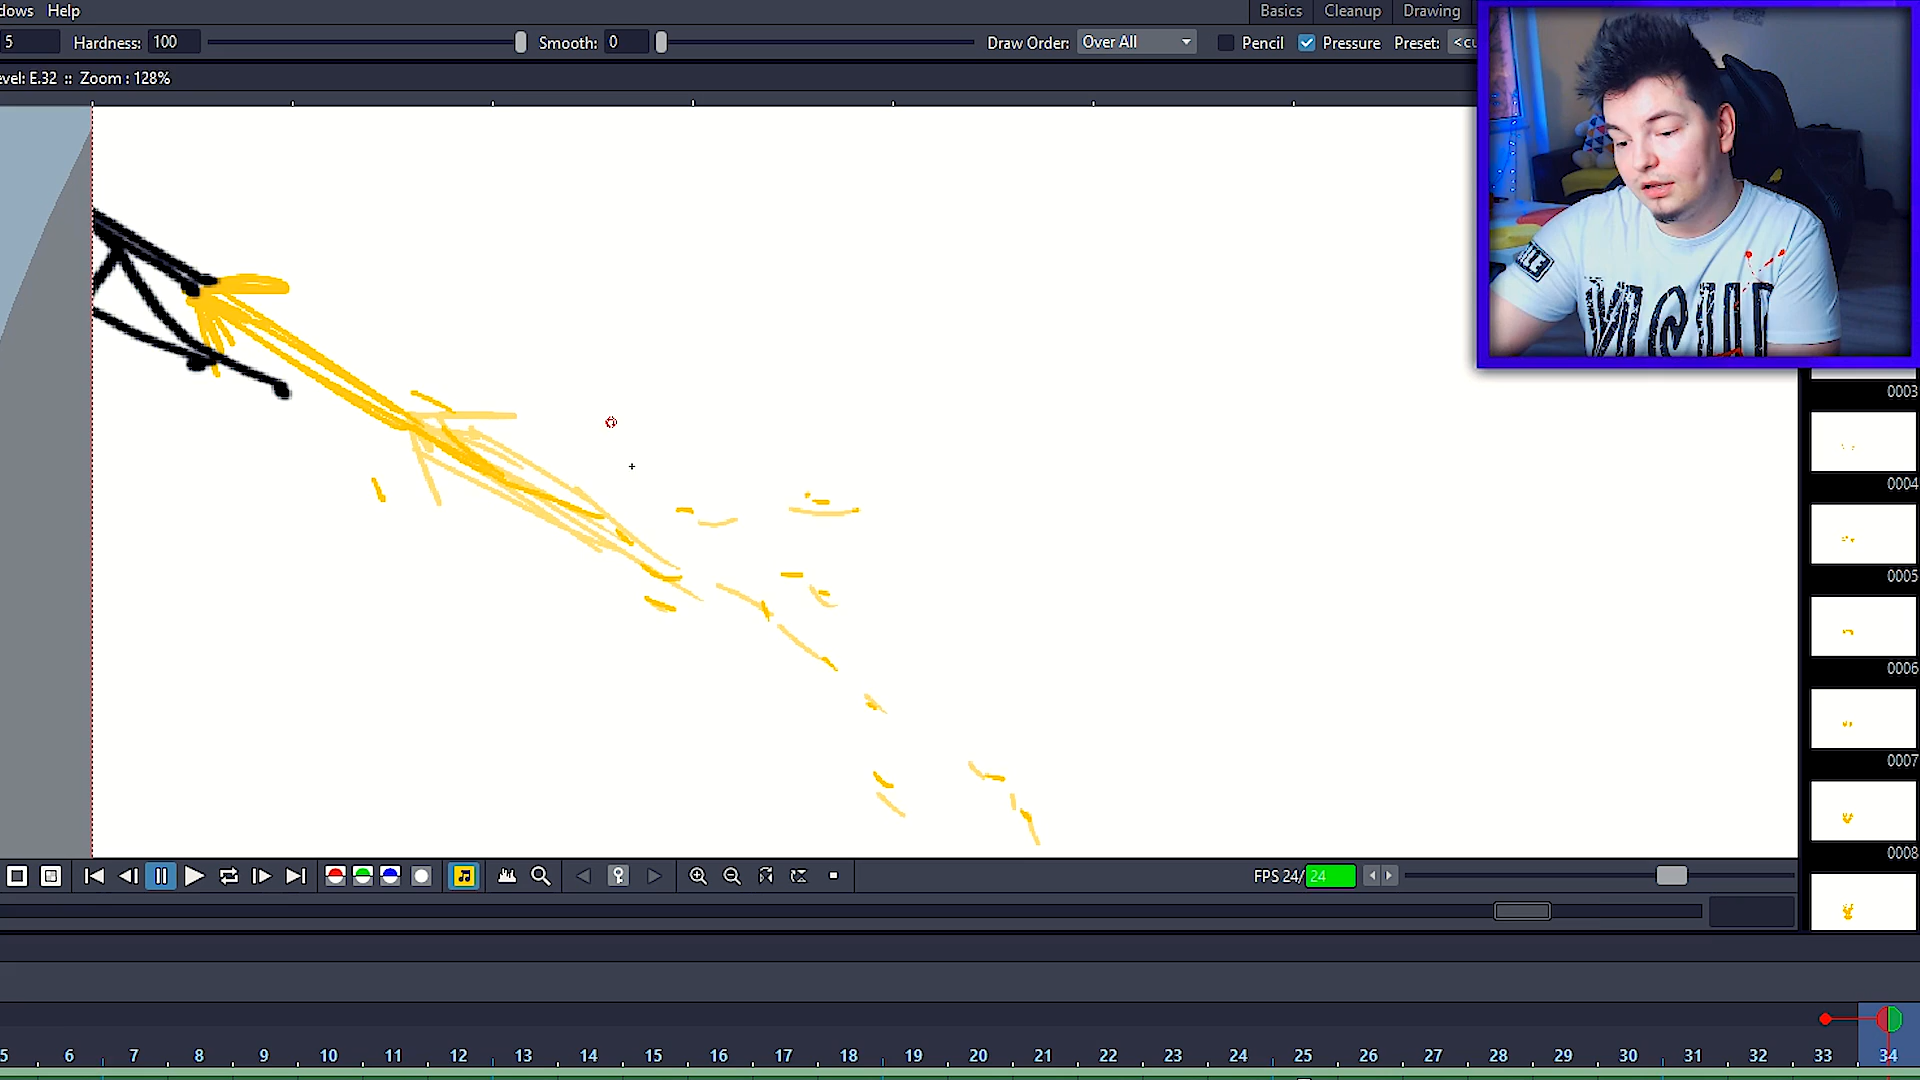 dows Help
Basics Cleanup Drawing
5 Hardness: 100 Smooth: 0 Draw Order: Over All Pencil Pressure Preset: <cu
evel: E.32 :: Zoom : 128%
0003
0004
0005
0006
0007
0008
FPS 24/ 24
5 6 7 8 9 10 11 12 13 14 15 16 17 18 19 20 21 22 23 24 25 26 27 28 29 30 31 32 33 34